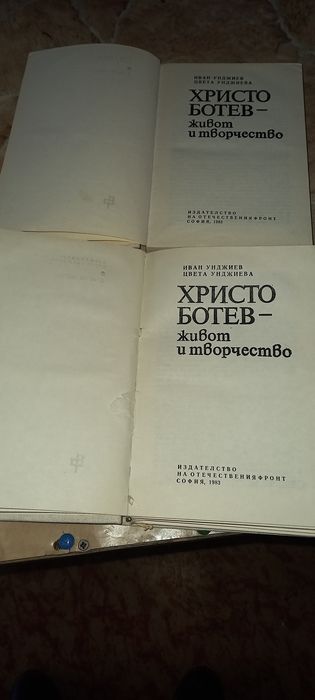 ИВАН УНДЖИЕВ
ЦВЕТА УНДЖИЕВА
ХРИСТО
БОТЕВ—
живот
и творчество
ИЗДАТЕЛСТВО
НА ОТЕЧЕСТВЕНИЯ ФРОНТ
СОФИЯ, 1983
ИВАН УНДЖИЕВ
ЦВЕТА УНДЖИЕВА
ХРИСТО
БОТЕВ—
живот
и творчество
ИЗДАТЕЛСТВО
НА ОТЕЧЕСТВЕНИЯ ФРОНТ
СОФИЯ, 1983